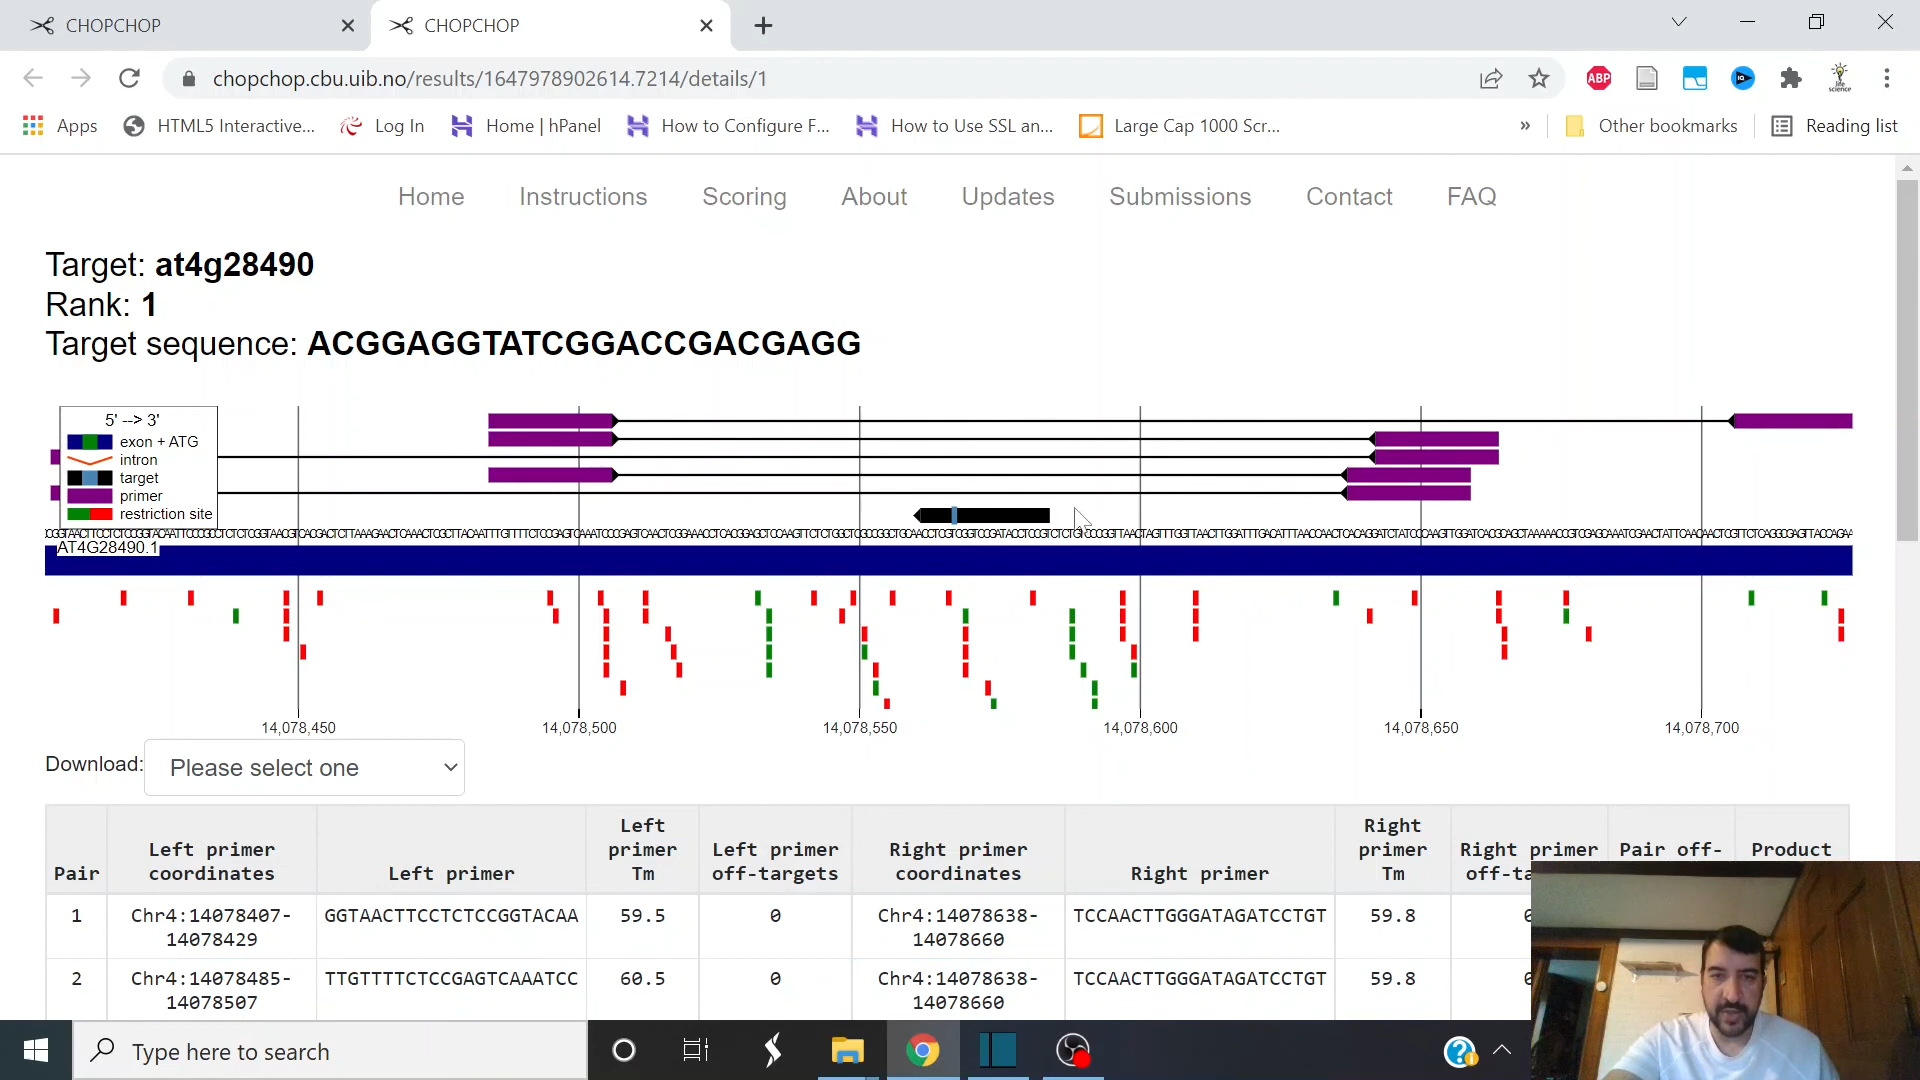 CHOPCHOP
CHOPCHOP
chopchop.cbu.uib.no/results/1647978902614.7214/details/1
ABP
Apps
HTML5 Interactive...
Log In
Home | hPanel
How to Configure F...
How to Use SSL an...
Large Cap 1000 Scr...
»
Other bookmarks
Reading list
Home Instructions Scoring About Updates Submissions Contact FAQ
Target: at4g28490
Rank: 1
Target sequence: ACGGAGGTATCGGACCGACGAGG
5' --> 3'
exon + ATG
intron
target
primer
restriction site
AT4G28490.1
14,078,450 14,078,500 14,078,550 14,078,600 14,078,650 14,078,700
Download: Please select one
Pair Left primer coordinates Left primer Left primer Tm Left primer off-targets Right primer coordinates Right primer Right primer Tm Right primer Pair off- Product
1 Chr4:14078407-14078429 GGTAACTTCCTCTCCGGTACAA 59.5 0 Chr4:14078638-14078660 TCCAACTTGGGATAGATCCTGT 59.8
2 Chr4:14078485-14078507 TTGTTTTCTCCGAGTCAAATCC 60.5 0 Chr4:14078638-14078660 TCCAACTTGGGATAGATCCTGT 59.8
Type here to search